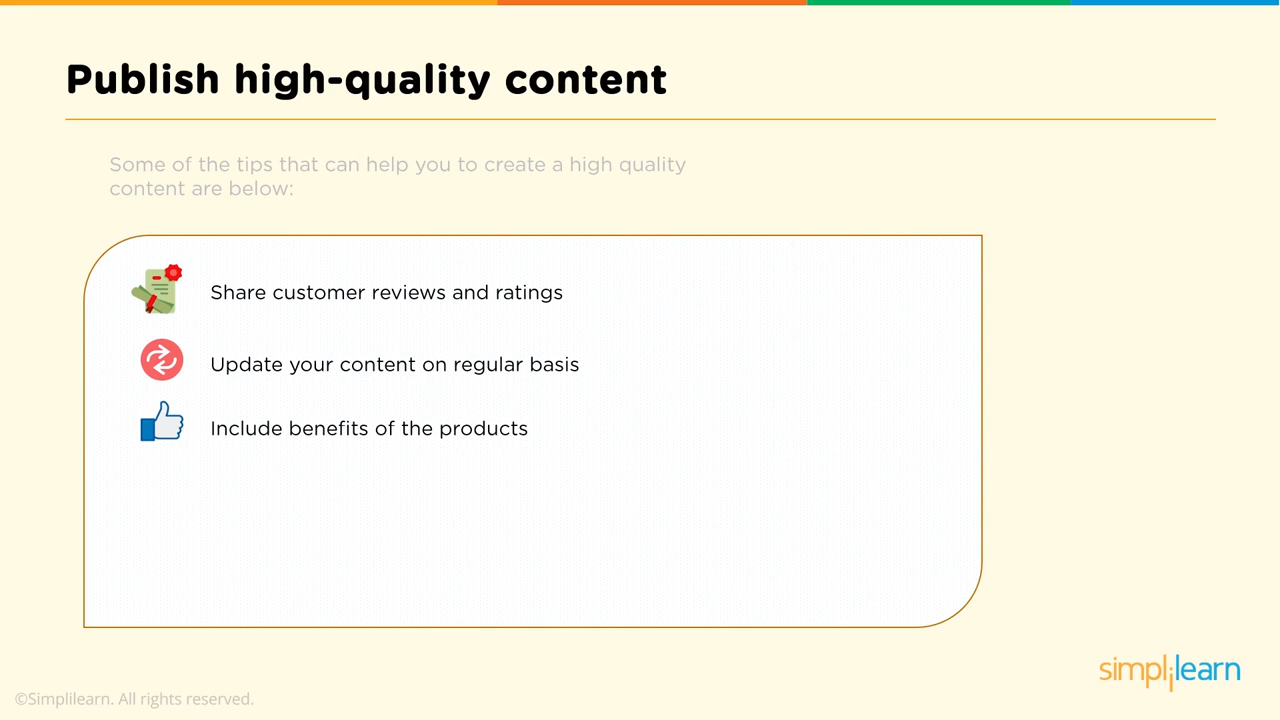 Publish high-quality content
Some of the tips that can help you to create a high quality
content are below:
Share customer reviews and ratings
Update your content on regular basis
Include benefits of the products
simplilearn
©Simplilearn. All rights reserved.